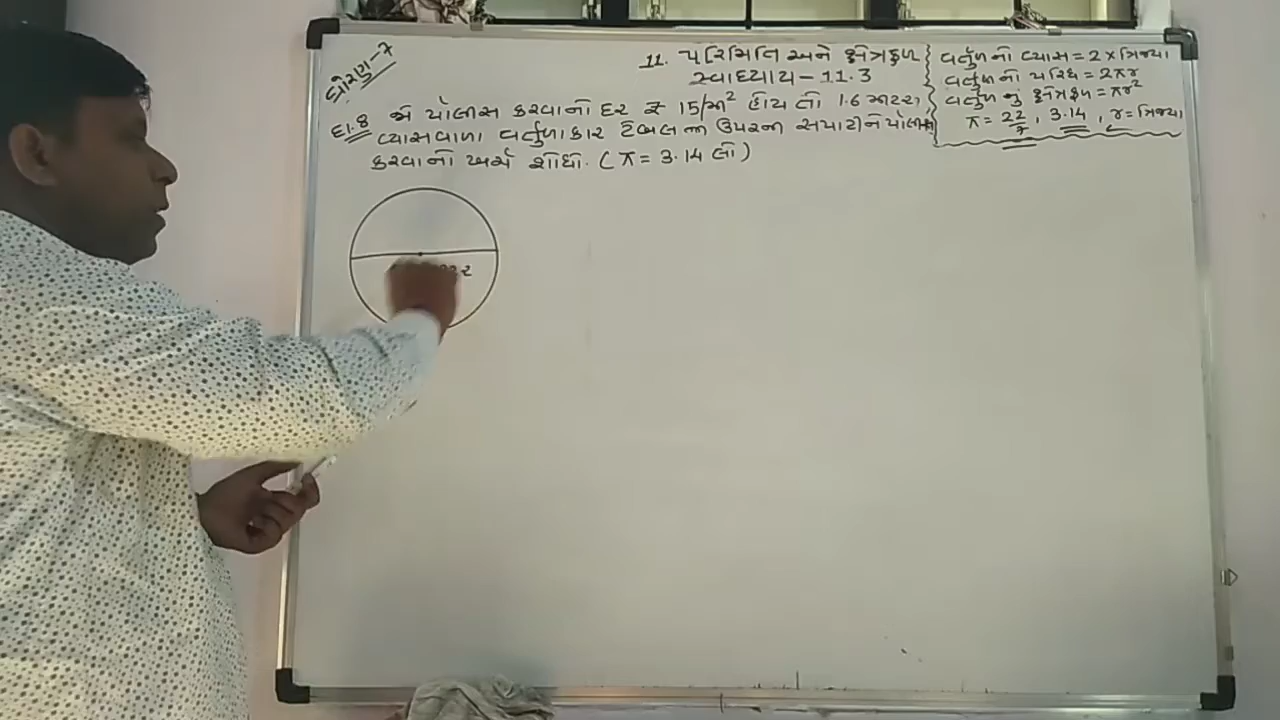 ધોરણ-૭
11. પરિમિતિ અને ક્ષેત્રફળ
સ્વાધ્યાય-11.3
વર્તુળનો વ્યાસ = 2 × ત્રિજ્યા
વર્તુળનો પરિઘ = 2πr
વર્તુળનું ક્ષેત્રફળ = πr²
π = 22/7, 3.14, r = ત્રિજ્યા
દા.8 જો પોલીસ કરવાનો દર ₹ 15/મી² હોય તો 1.6 મીટર
વ્યાસવાળા વર્તુળાકાર ટેબલના ઉપરની સપાટીને પોલીસ
કરવાનો ખર્ચ શોધો. (π = 3.14 લો)